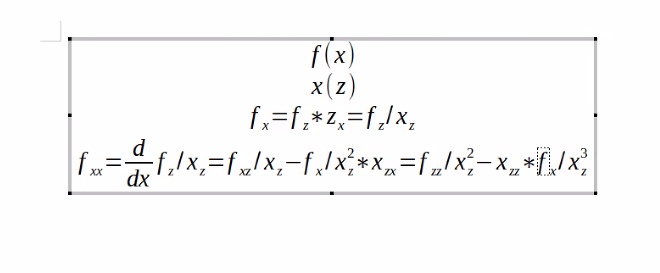 f(x)
x(z)
f_x=f_z*z_x=f_z/x_z
f_xx=d/dx f_z/x_z=f_xz/x_z−f_x/x_z^2*x_zx=f_zz/x_z^2−x_zz*f_x/x_z^3